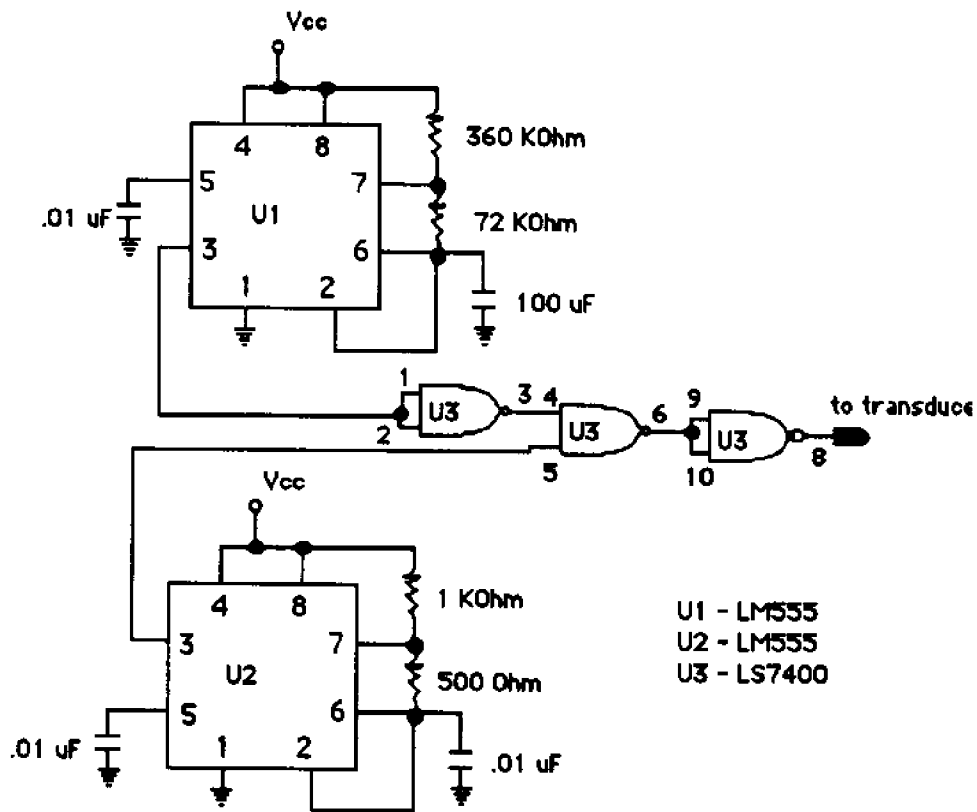 Vcc
4 8
360 KOhm
5 7
.01 uF
U1
72 KOhm
3 6
1 2
100 uF
1
U3
2
3 4
U3
5
6 9
U3
10
8
to transduce
Vcc
4 8
1 KOhm
3 7
U2
500 Ohm
5 6
.01 uF
1 2
.01 uF
U1 - LM555
U2 - LM555
U3 - LS7400